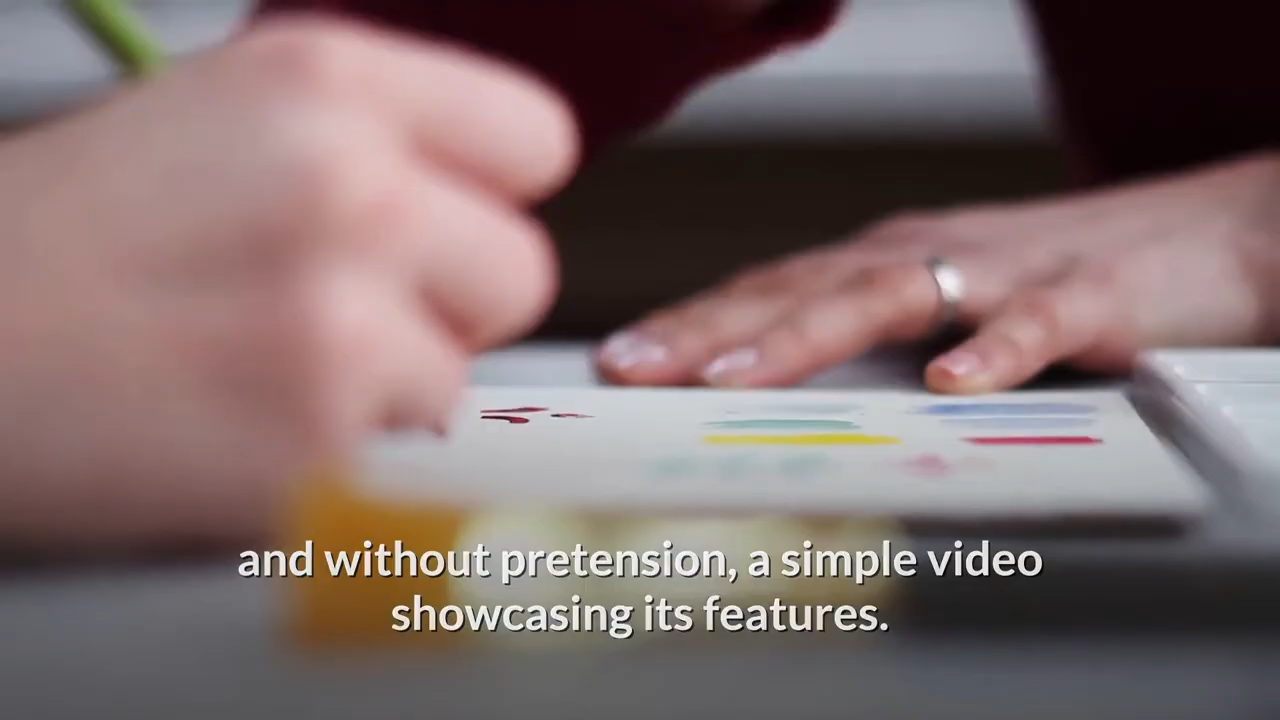 and without pretension, a simple video
showcasing its features.